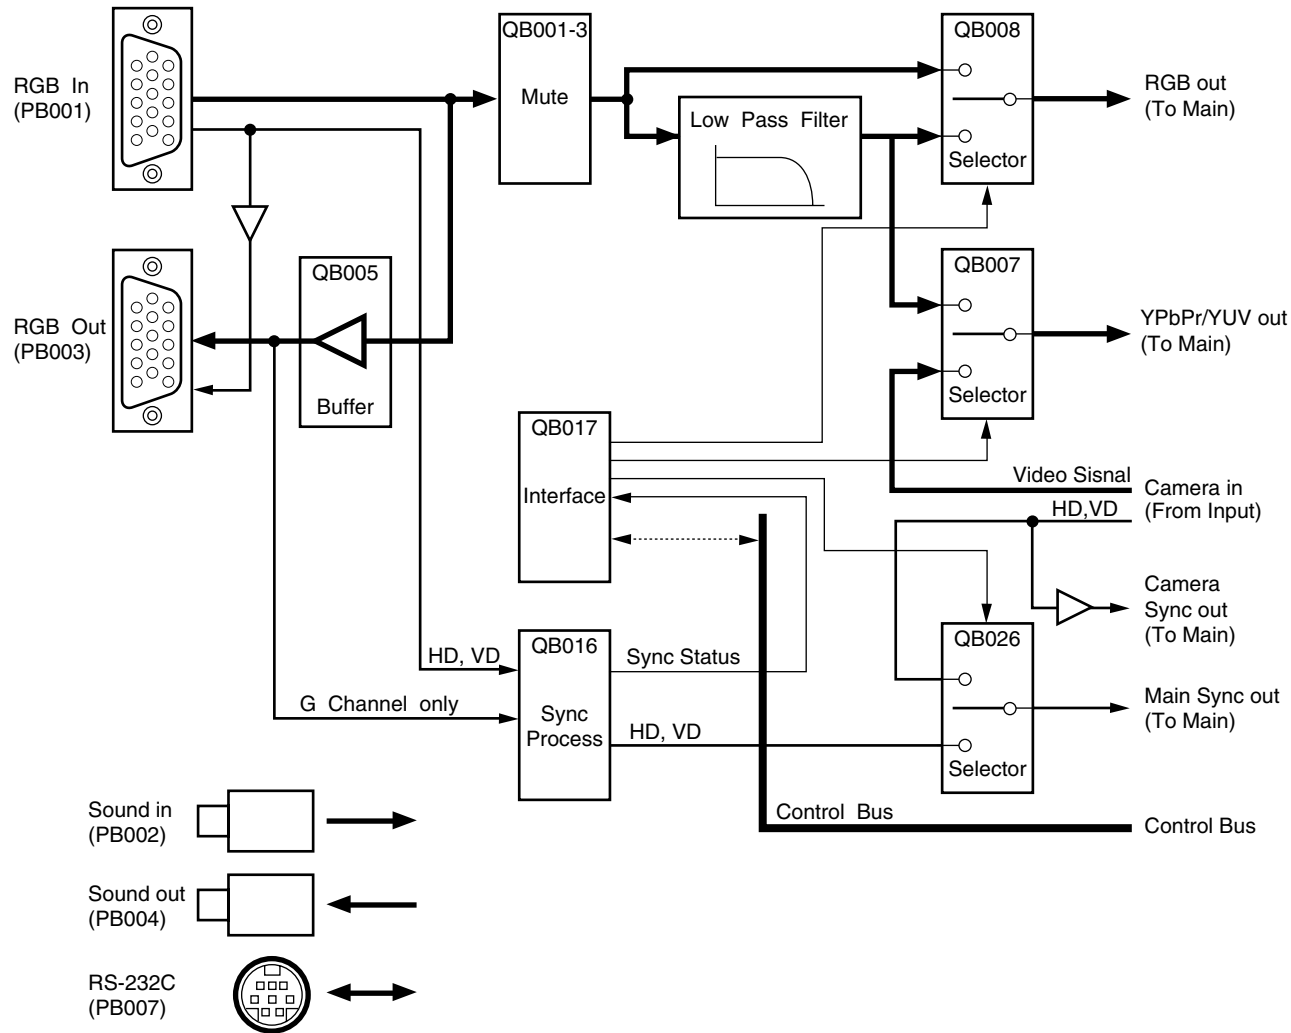 RGB In
(PB001)
QB001-3
Mute
Low Pass Filter
QB008
Selector
RGB out
(To Main)
RGB Out
(PB003)
QB005
Buffer
QB007
Selector
YPbPr/YUV out
(To Main)
QB017
Interface
Video Sisnal
HD,VD
Camera in
(From Input)
Camera
Sync out
(To Main)
HD, VD
G Channel only
QB016
Sync
Process
Sync Status
HD, VD
QB026
Selector
Main Sync out
(To Main)
Control Bus
Control Bus
Sound in
(PB002)
Sound out
(PB004)
RS-232C
(PB007)